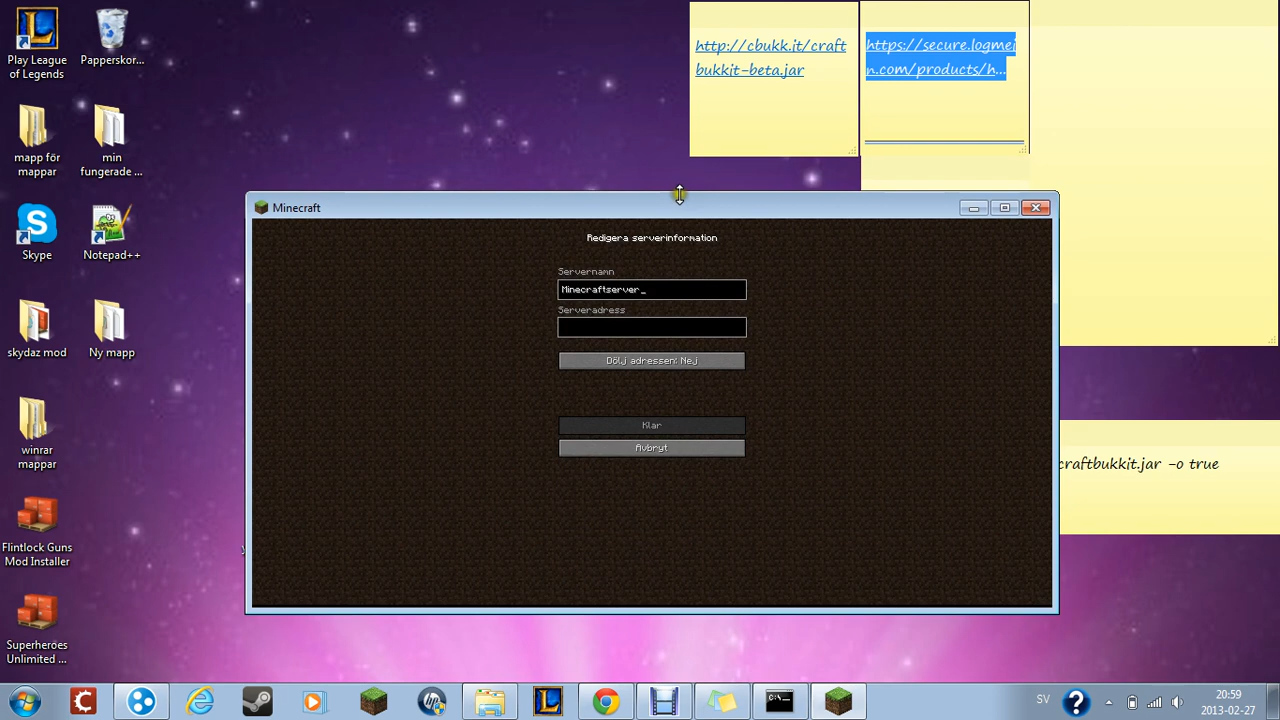 Play League
of Legends
Papperskor...
mapp för
mappar
min
fungerade ...
Skype
Notepad++
skydaz mod
Ny mapp
winrar
mappar
Flintlock Guns
Mod Installer
Superheroes
Unlimited ...
http://cbukk.it/craft
bukkit-beta.jar
https://secure.logmei
n.com/products/h...
craftbukkit.jar -o true
Minecraft
Redigera serverinformation
Servernamn
Minecraftserver_
Serveradress
Dölj adressen: Nej
Klar
Avbryt
C:\_
SV
20:59
2013-02-27